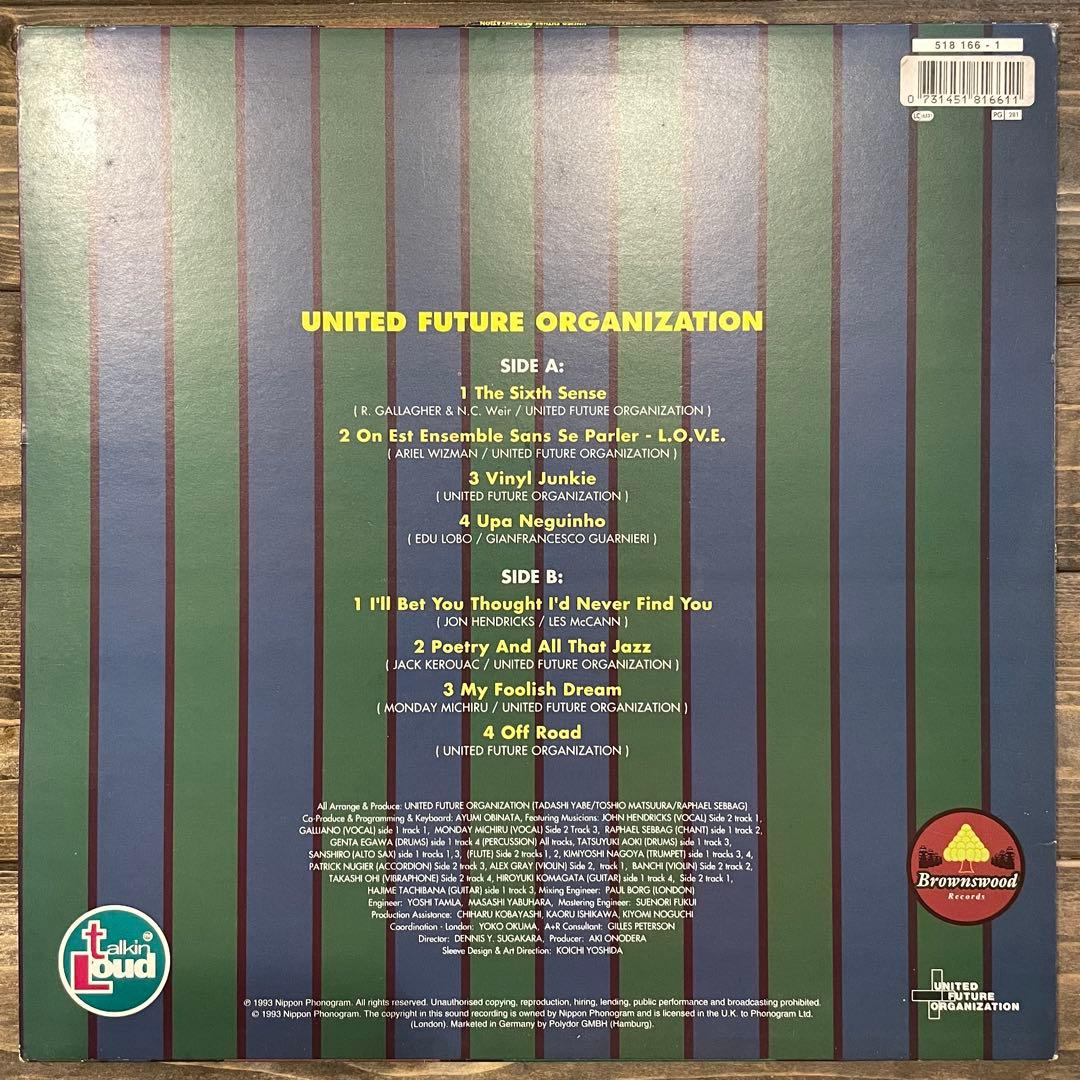 518 166 - 1
0 731451 816611
PG 281
UNITED FUTURE ORGANIZATION
SIDE A:
1 The Sixth Sense
( R. GALLAGHER & N.C. Weir / UNITED FUTURE ORGANIZATION )
2 On Est Ensemble Sans Se Parler - L.O.V.E.
( ARIEL WIZMAN / UNITED FUTURE ORGANIZATION )
3 Vinyl Junkie
( UNITED FUTURE ORGANIZATION )
4 Upa Neguinho
( EDU LOBO / GIANFRANCESCO GUARNIERI )
SIDE B:
1 I'll Bet You Thought I'd Never Find You
( JON HENDRICKS / LES McCANN )
2 Poetry And All That Jazz
( JACK KEROUAC / UNITED FUTURE ORGANIZATION )
3 My Foolish Dream
( MONDAY MICHIRU / UNITED FUTURE ORGANIZATION )
4 Off Road
( UNITED FUTURE ORGANIZATION )
All Arrange & Produce: UNITED FUTURE ORGANIZATION (TADASHI YABE/TOSHIO MATSUURA/RAPHAEL SEBBAG)
Co-Produce & Programming & Keyboard: AYUMI OBINATA, Featuring Musicians: JOHN HENDRICKS (VOCAL) Side 2 track 1,
GALLIANO (VOCAL) side 1 track 1, MONDAY MICHIRU (VOCAL) Side 2 Track 3, RAPHAEL SEBBAG (CHANT) side 1 track 2,
GENTA EGAWA (DRUMS) side 1 track 4 (PERCUSSION) All tracks, TATSUYUKI AOKI (DRUMS) side 1 track 3,
SANSHIRO (ALTO SAX) side 1 tracks 1, 3, (FLUTE) Side 2 tracks 1, 2, KIMIYOSHI NAGOYA (TRUMPET) side 1 tracks 3, 4,
PATRICK NUGIER (ACCORDION) Side 2 track 3, ALEX GRAY (VIOLIN) Side 2, track 1, BANCHI (VIOLIN) Side 2 track 2,
TAKASHI OHI (VIBRAPHONE) Side 2 track 4, HIROYUKI KOMAGATA (GUITAR) side 1 track 4, Side 2 track 1,
HAJIME TACHIBANA (GUITAR) side 1 track 3, Mixing Engineer: PAUL BORG (LONDON)
Engineer: YOSHI TAMLA, MASASHI YABUHARA, Mastering Engineer: SUENORI FUKUI
Production Assistance: CHIHARU KOBAYASHI, KAORU ISHIKAWA, KIYOMI NOGUCHI
Coordination - London: YOKO OKUMA, A+R Consultant: GILLES PETERSON
Director: DENNIS Y. SUGAKARA, Producer: AKI ONODERA
Sleeve Design & Art Direction: KOICHI YOSHIDA
talkin Loud
Brownswood
Records
UNITED
FUTURE
ORGANIZATION
℗ 1993 Nippon Phonogram. All rights reserved. Unauthorised copying, reproduction, hiring, lending, public performance and broadcasting prohibited.
© 1993 Nippon Phonogram. The copyright in this sound recording is owned by Nippon Phonogram and is licensed in the U.K. to Phonogram Ltd.
(London). Marketed in Germany by Polydor GMBH (Hamburg).